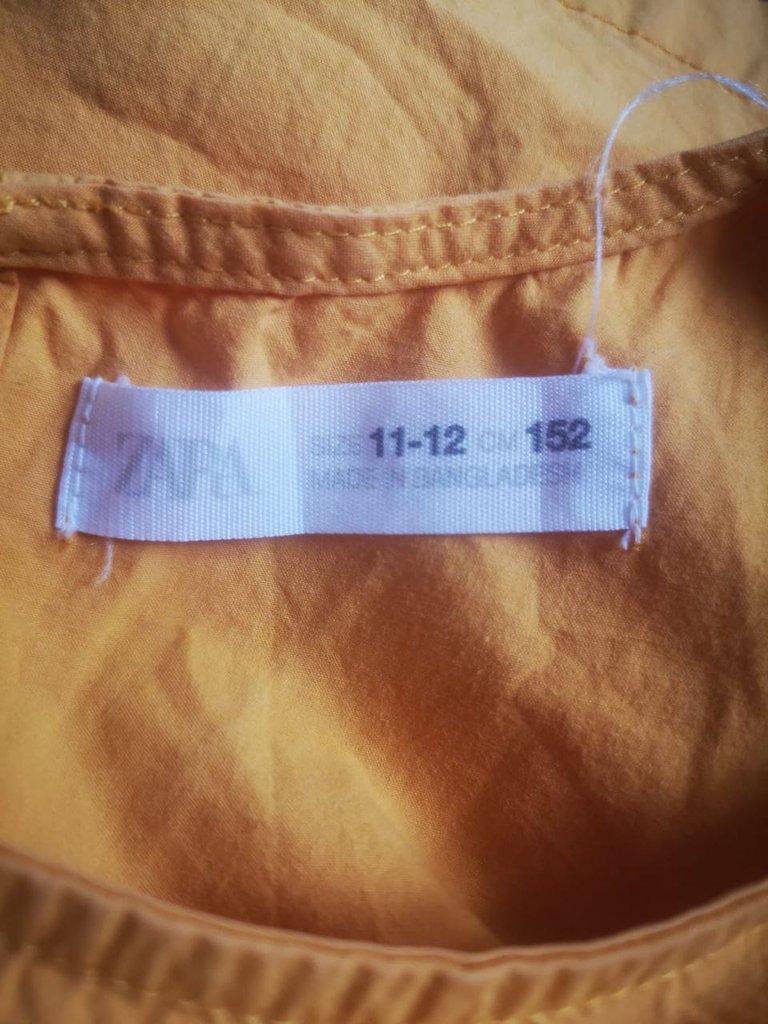 ZARA
SIZE 11-12 CM 152
MADE IN BANGLADESH